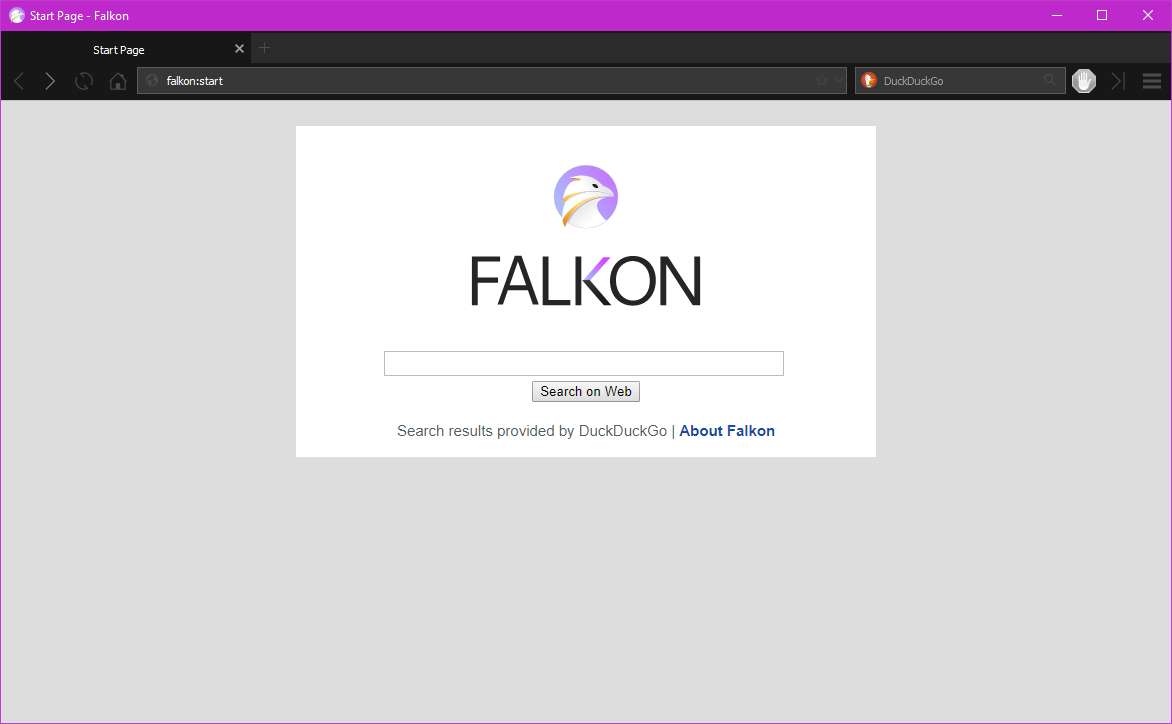 Start Page - Falkon
Start Page
falkon:start
DuckDuckGo
FALKON
Search on Web
Search results provided by DuckDuckGo | About Falkon